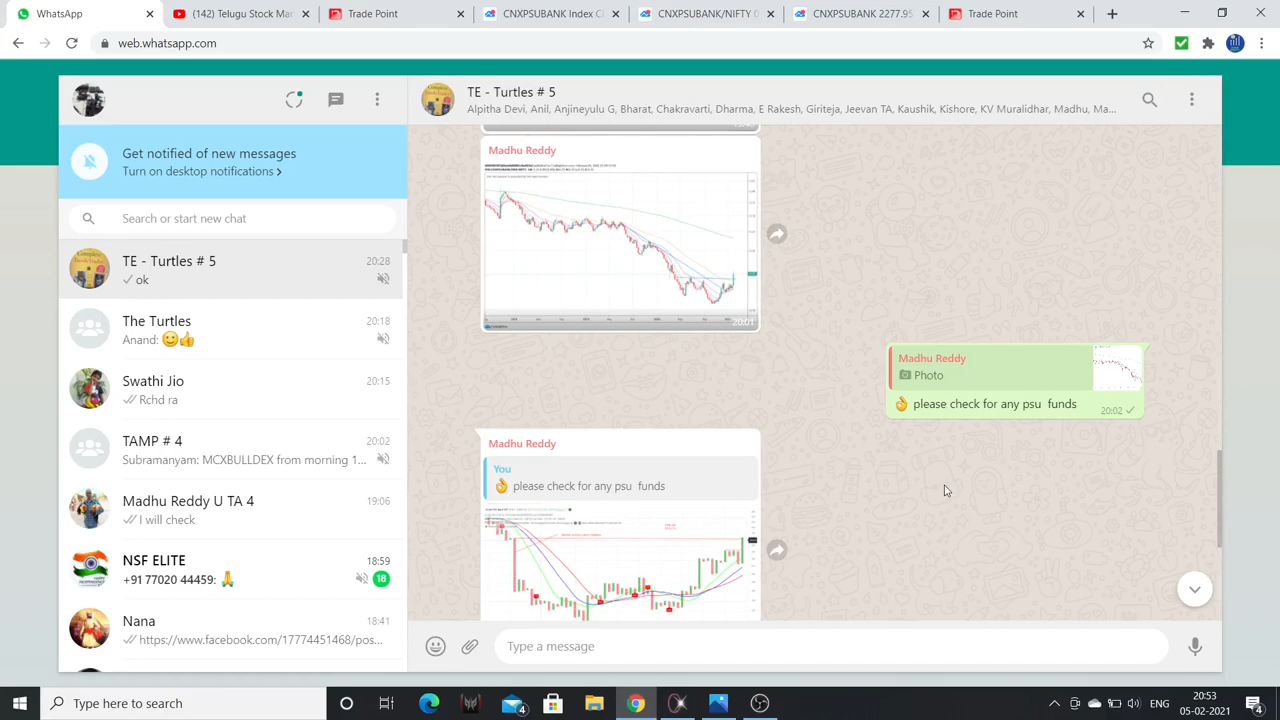 WhatsApp
(142) Telugu Stock Mar
Trade Point
CNXPSUBANK Index C
CNXPSUBANK/NIFTY 0
CNXPSUBANK 2277.95
Trade Point
web.whatsapp.com
TE - Turtles # 5
Alpitha Devi, Anil, Anjineyulu G, Bharat, Chakravarti, Dharma, E Rakesh, Giriteja, Jeevan TA, Kaushik, Kishore, KV Muralidhar, Madhu, Ma...
Get notified of new messages
Turn on desktop notifications >
Search or start new chat
TE - Turtles # 5
20:28
ok
The Turtles
20:18
Anand: 🙂👍
Swathi Jio
20:15
Rchd ra
TAMP # 4
20:02
Subramanyam: MCXBULLDEX from morning 1...
Madhu Reddy U TA 4
19:06
I will check
NSF ELITE
18:59
+91 77020 44459: 🙏
18
Nana
18:41
https://www.facebook.com/17774451468/pos...
Madhu Reddy
20:01
Madhu Reddy
Photo
👌 please check for any psu funds
20:02
Madhu Reddy
You
👌 please check for any psu funds
Type a message
Type here to search
4
ENG
20:53
05-02-2021
4